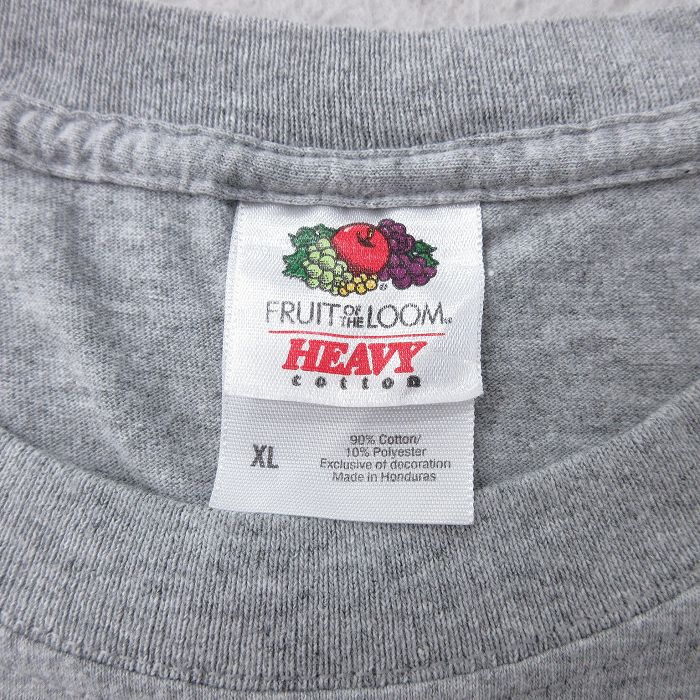 FRUIT OF THE LOOM
HEAVY
cotton
XL
90% Cotton/
10% Polyester
Exclusive of decoration
Made in Honduras